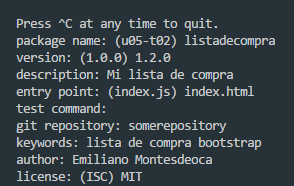 Press ^C at any time to quit.
package name: (u05-t02) listadecompra
version: (1.0.0) 1.2.0
description: Mi lista de compra
entry point: (index.js) index.html
test command:
git repository: somerepository
keywords: lista de compra bootstrap
author: Emiliano Montesdeoca
license: (ISC) MIT